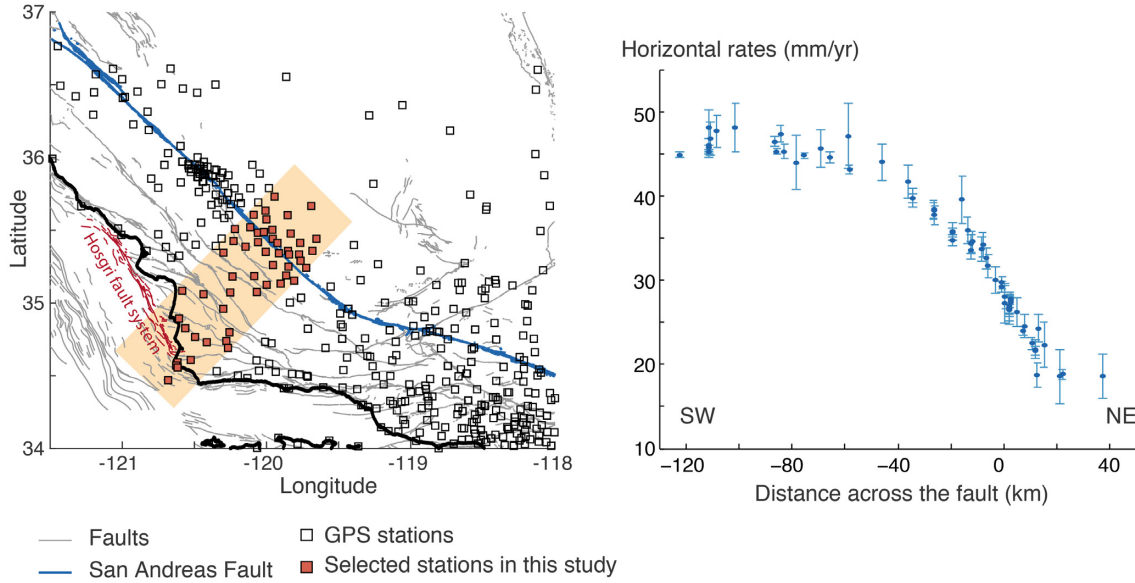 37
36
35
34
Latitude
-121
-120
-119
-118
Longitude
Hosgri fault system
Horizontal rates (mm/yr)
50
40
30
20
10
SW
NE
−120
−80
−40
0
40
Distance across the fault (km)
Faults
GPS stations
San Andreas Fault
Selected stations in this study